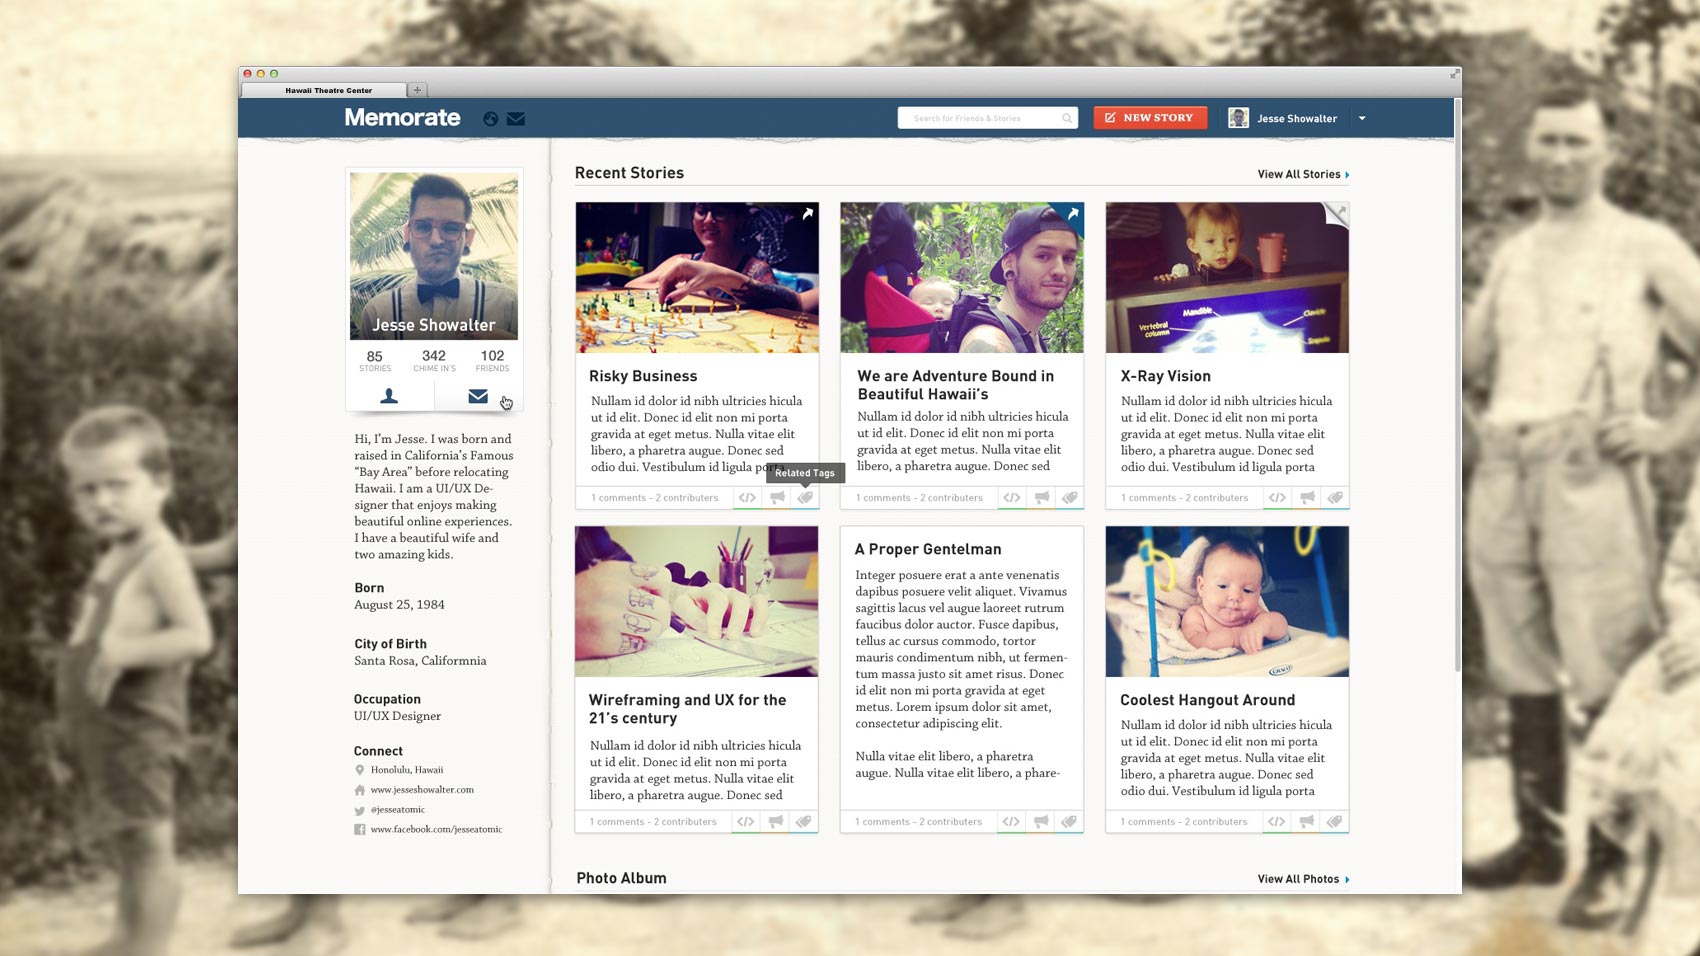 Hawaii Theatre Center
Memorate
Search for Friends & Stories
NEW STORY
Jesse Showalter
Jesse Showalter
85
STORIES
342
CHIME IN'S
102
FRIENDS
Hi, I'm Jesse. I was born and
raised in California's Famous
“Bay Area” before relocating
Hawaii. I am a UI/UX De-
signer that enjoys making
beautiful online experiences.
I have a beautiful wife and
two amazing kids.
Born
August 25, 1984
City of Birth
Santa Rosa, Califormnia
Occupation
UI/UX Designer
Connect
Honolulu, Hawaii
www.jesseshowalter.com
@jesseatomic
www.facebook.com/jesseatomic
Recent Stories
View All Stories
Risky Business
Nullam id dolor id nibh ultricies hicula
ut id elit. Donec id elit non mi porta
gravida at eget metus. Nulla vitae elit
libero, a pharetra augue. Donec sed
odio dui. Vestibulum id ligula porta
Related Tags
1 comments - 2 contributers
We are Adventure Bound in
Beautiful Hawaii's
Nullam id dolor id nibh ultricies hicula
ut id elit. Donec id elit non mi porta
gravida at eget metus. Nulla vitae elit
libero, a pharetra augue. Donec sed
1 comments - 2 contributers
Mandible
Clavicle
Vertebral
column
Scapula
X-Ray Vision
Nullam id dolor id nibh ultricies hicula
ut id elit. Donec id elit non mi porta
gravida at eget metus. Nulla vitae elit
libero, a pharetra augue. Donec sed
odio dui. Vestibulum id ligula porta
1 comments - 2 contributers
Wireframing and UX for the
21's century
Nullam id dolor id nibh ultricies hicula
ut id elit. Donec id elit non mi porta
gravida at eget metus. Nulla vitae elit
libero, a pharetra augue. Donec sed
1 comments - 2 contributers
A Proper Gentelman
Integer posuere erat a ante venenatis
dapibus posuere velit aliquet. Vivamus
sagittis lacus vel augue laoreet rutrum
faucibus dolor auctor. Fusce dapibus,
tellus ac cursus commodo, tortor
mauris condimentum nibh, ut fermen-
tum massa justo sit amet risus. Donec
id elit non mi porta gravida at eget
metus. Lorem ipsum dolor sit amet,
consectetur adipiscing elit.
Nulla vitae elit libero, a pharetra
augue. Nulla vitae elit libero, a phare-
1 comments - 2 contributers
GRACO
Coolest Hangout Around
Nullam id dolor id nibh ultricies hicula
ut id elit. Donec id elit non mi porta
gravida at eget metus. Nulla vitae elit
libero, a pharetra augue. Donec sed
odio dui. Vestibulum id ligula porta
1 comments - 2 contributers
Photo Album
View All Photos